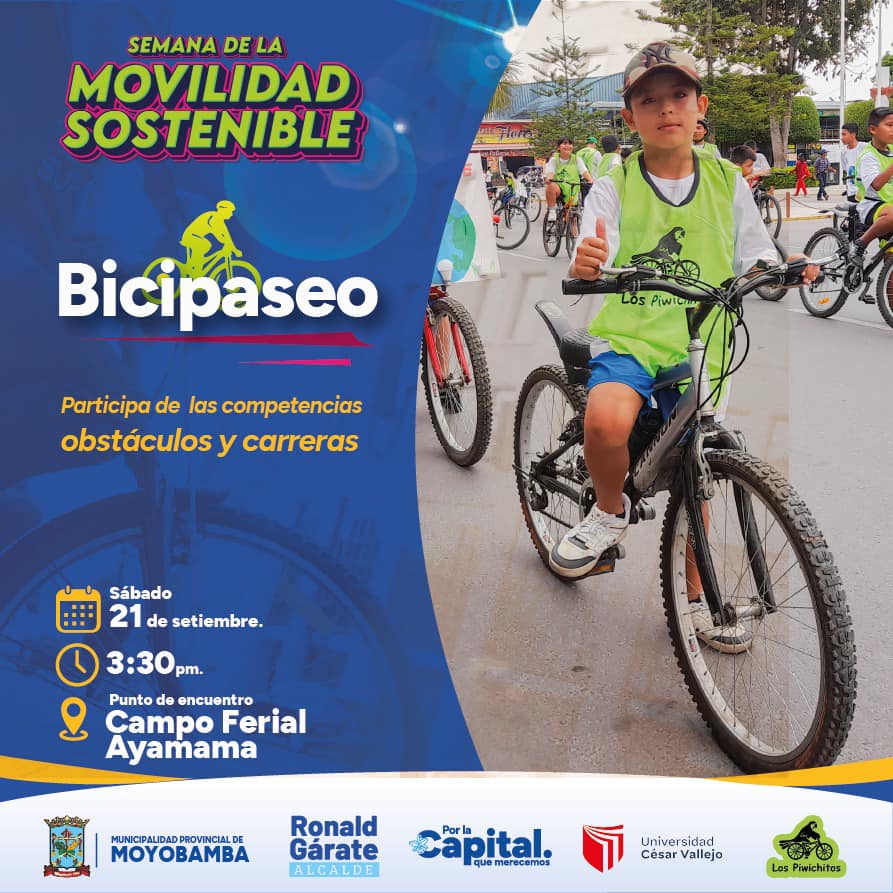 SEMANA DE LA
MOVILIDAD
SOSTENIBLE
Bicipaseo
Participa de las competencias
obstáculos y carreras
Sábado
21 de setiembre.
3:30pm.
Punto de encuentro
Campo Ferial
Ayamama
Los Piwichi
MUNICIPALIDAD PROVINCIAL DE
MOYOBAMBA
Ronald
Gárate
ALCALDE
Por la
Capital.
que merecemos
Universidad
César Vallejo
Los Piwichitos